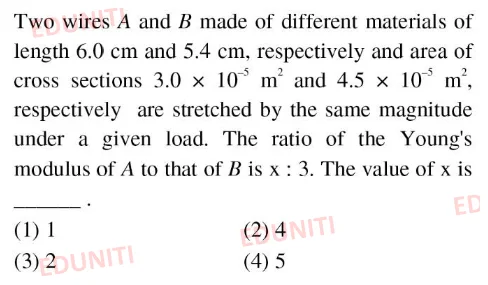 Two wires A and B made of different materials of
length 6.0 cm and 5.4 cm, respectively and area of
cross sections 3.0 × 10⁻⁵ m² and 4.5 × 10⁻⁵ m²,
respectively are stretched by the same magnitude
under a given load. The ratio of the Young's
modulus of A to that of B is x : 3. The value of x is
______ .
(1) 1 (2) 4
(3) 2 (4) 5
EDUNITI
ED
EDUNITI
EDUNITI